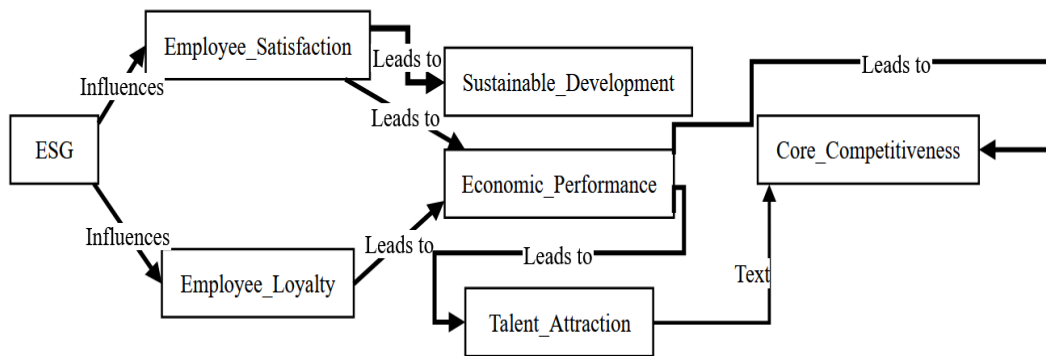 Employee_Satisfaction
Leads to
Leads to
Influences
Sustainable_Development
Leads to
ESG
Core_Competitiveness
Economic_Performance
Influences
Leads to
Leads to
Employee_Loyalty
Text
Talent_Attraction